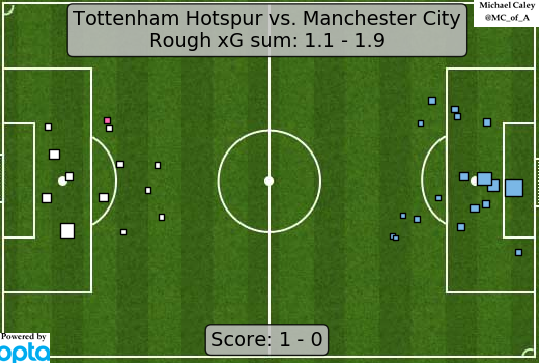 Michael Caley
@MC_of_A
Tottenham Hotspur vs. Manchester City
Rough xG sum: 1.1 - 1.9
Score: 1 - 0
Powered by
opta